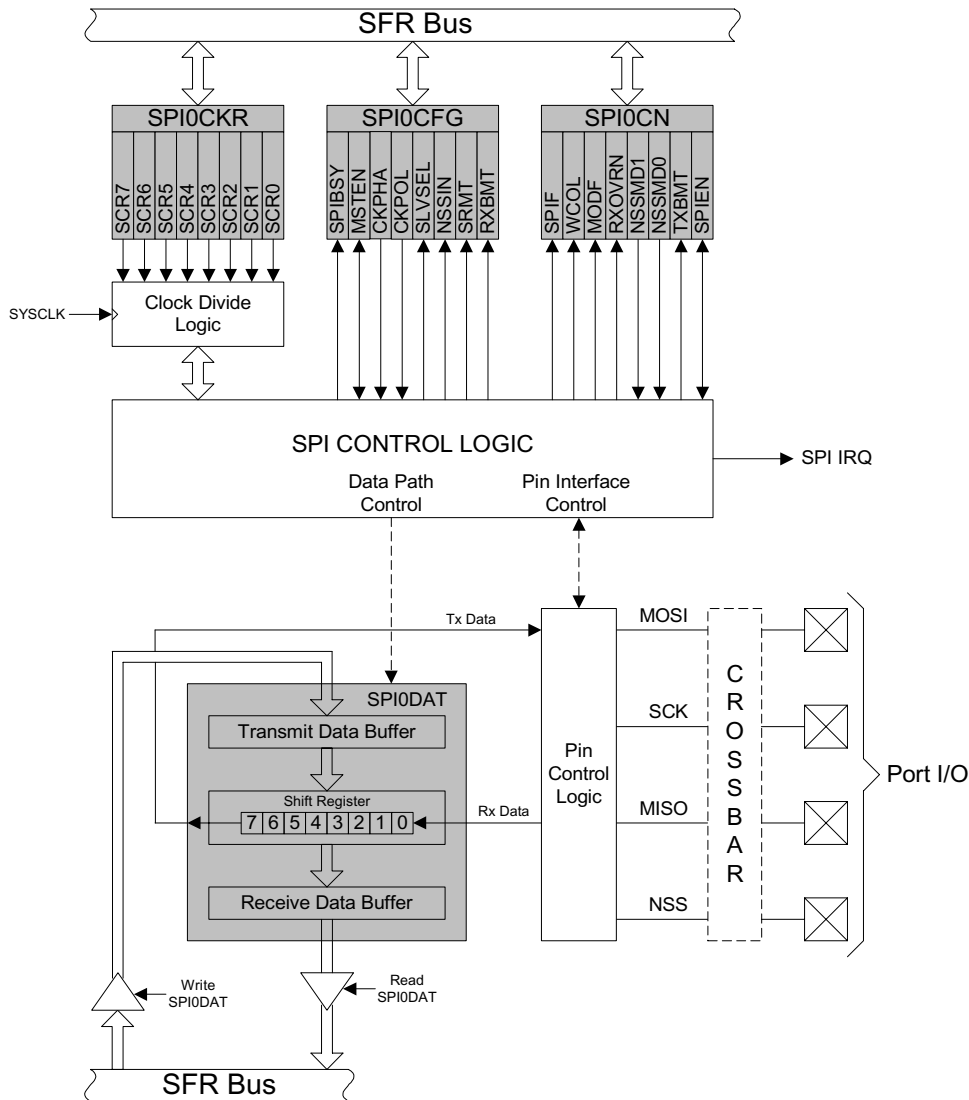 SFR Bus
SPI0CKR
SPI0CFG
SPI0CN
SCR7
SCR6
SCR5
SCR4
SCR3
SCR2
SCR1
SCR0
SPIBSY
MSTEN
CKPHA
CKPOL
SLVSEL
NSSIN
SRMT
RXBMT
SPIF
WCOL
MODF
RXOVRN
NSSMD1
NSSMD0
TXBMT
SPIEN
SYSCLK
Clock Divide
Logic
SPI CONTROL LOGIC
SPI IRQ
Data Path
Control
Pin Interface
Control
Tx Data
MOSI
SPI0DAT
Transmit Data Buffer
SCK
Shift Register
7 6 5 4 3 2 1 0
Rx Data
Pin
Control
Logic
MISO
Receive Data Buffer
NSS
CROSSBAR
Port I/O
Write
SPI0DAT
Read
SPI0DAT
SFR Bus